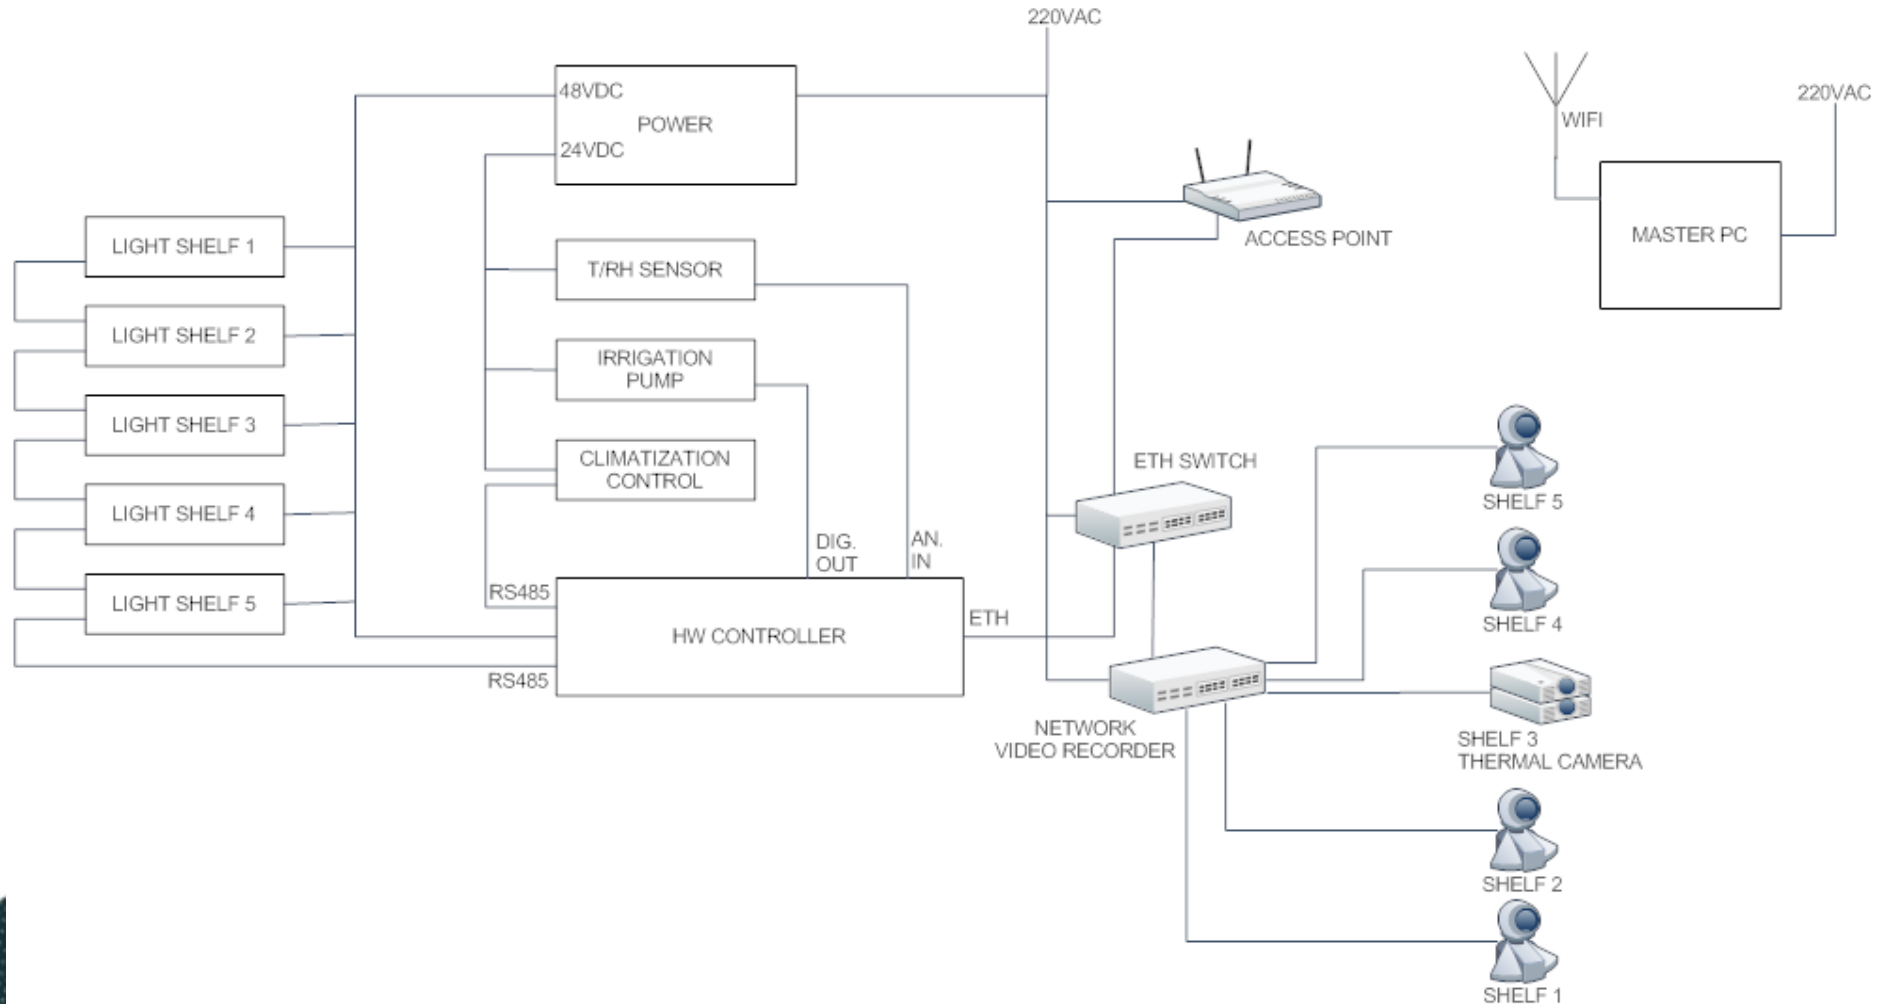 220VAC
48VDC
POWER
24VDC
220VAC
WIFI
MASTER PC
ACCESS POINT
LIGHT SHELF 1
LIGHT SHELF 2
LIGHT SHELF 3
LIGHT SHELF 4
LIGHT SHELF 5
T/RH SENSOR
IRRIGATION
PUMP
CLIMATIZATION
CONTROL
DIG.
OUT
AN.
IN
RS485
HW CONTROLLER
ETH
RS485
ETH SWITCH
NETWORK
VIDEO RECORDER
SHELF 5
SHELF 4
SHELF 3
THERMAL CAMERA
SHELF 2
SHELF 1